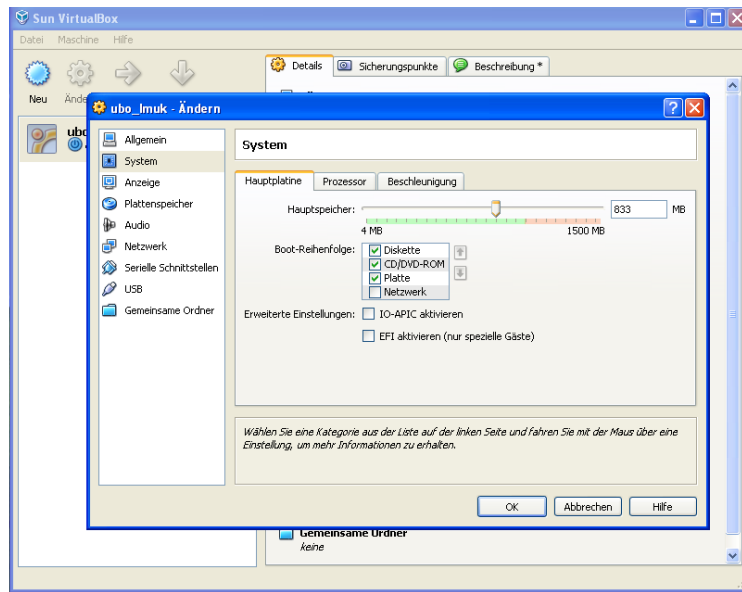 Sun VirtualBox
Datei Maschine Hilfe
Neu
Details Sicherungspunkte Beschreibung *
ubo_lmuk - Ändern
Allgemein
System
Anzeige
Plattenspeicher
Audio
Netzwerk
Serielle Schnittstellen
USB
Gemeinsame Ordner
System
Hauptplatine Prozessor Beschleunigung
Hauptspeicher: 833 MB
4 MB 1500 MB
Boot-Reihenfolge: Diskette
CD/DVD-ROM
Platte
Netzwerk
Erweiterte Einstellungen: IO-APIC aktivieren
EFI aktivieren (nur spezielle Gäste)
Wählen Sie eine Kategorie aus der Liste auf der linken Seite und fahren Sie mit der Maus über eine
Einstellung, um mehr Informationen zu erhalten.
OK Abbrechen Hilfe
Gemeinsame Ordner
keine